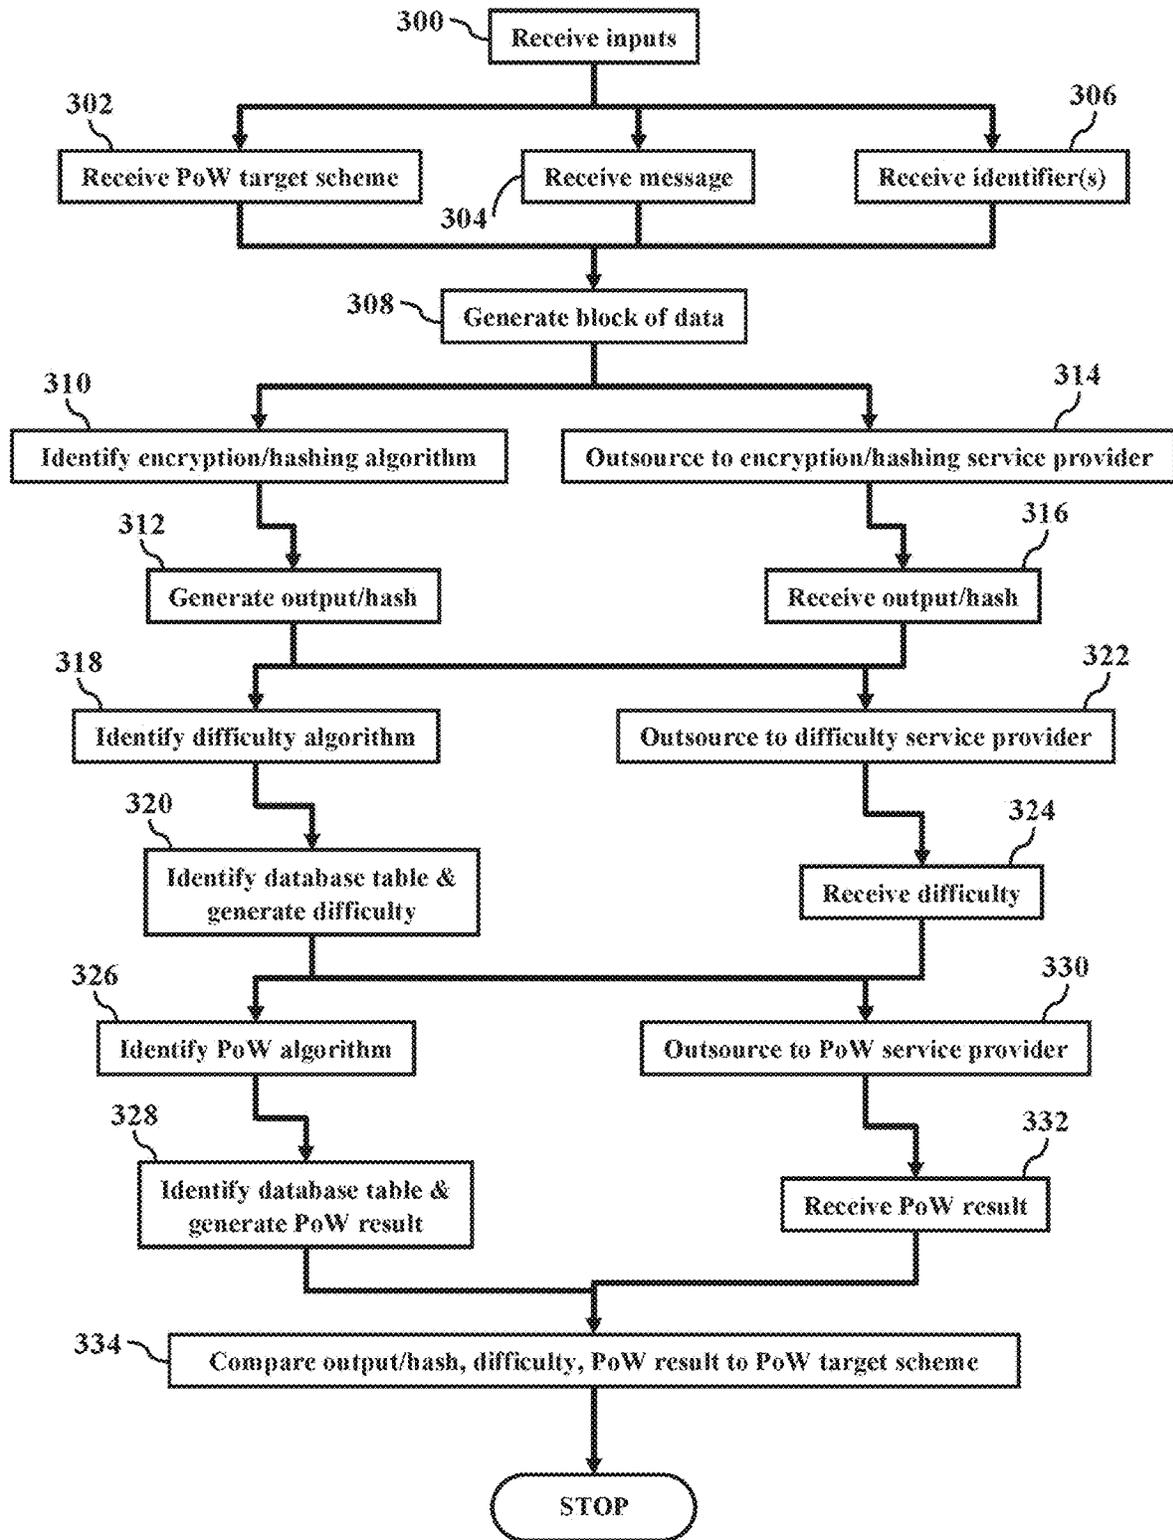 300
Receive inputs
302
306
Receive PoW target scheme
Receive message
Receive identifier(s)
304
308
Generate block of data
310
314
Identify encryption/hashing algorithm
Outsource to encryption/hashing service provider
312
316
Generate output/hash
Receive output/hash
318
322
Identify difficulty algorithm
Outsource to difficulty service provider
320
324
Identify database table &
generate difficulty
Receive difficulty
326
330
Identify PoW algorithm
Outsource to PoW service provider
328
332
Identify database table &
generate PoW result
Receive PoW result
334
Compare output/hash, difficulty, PoW result to PoW target scheme
STOP